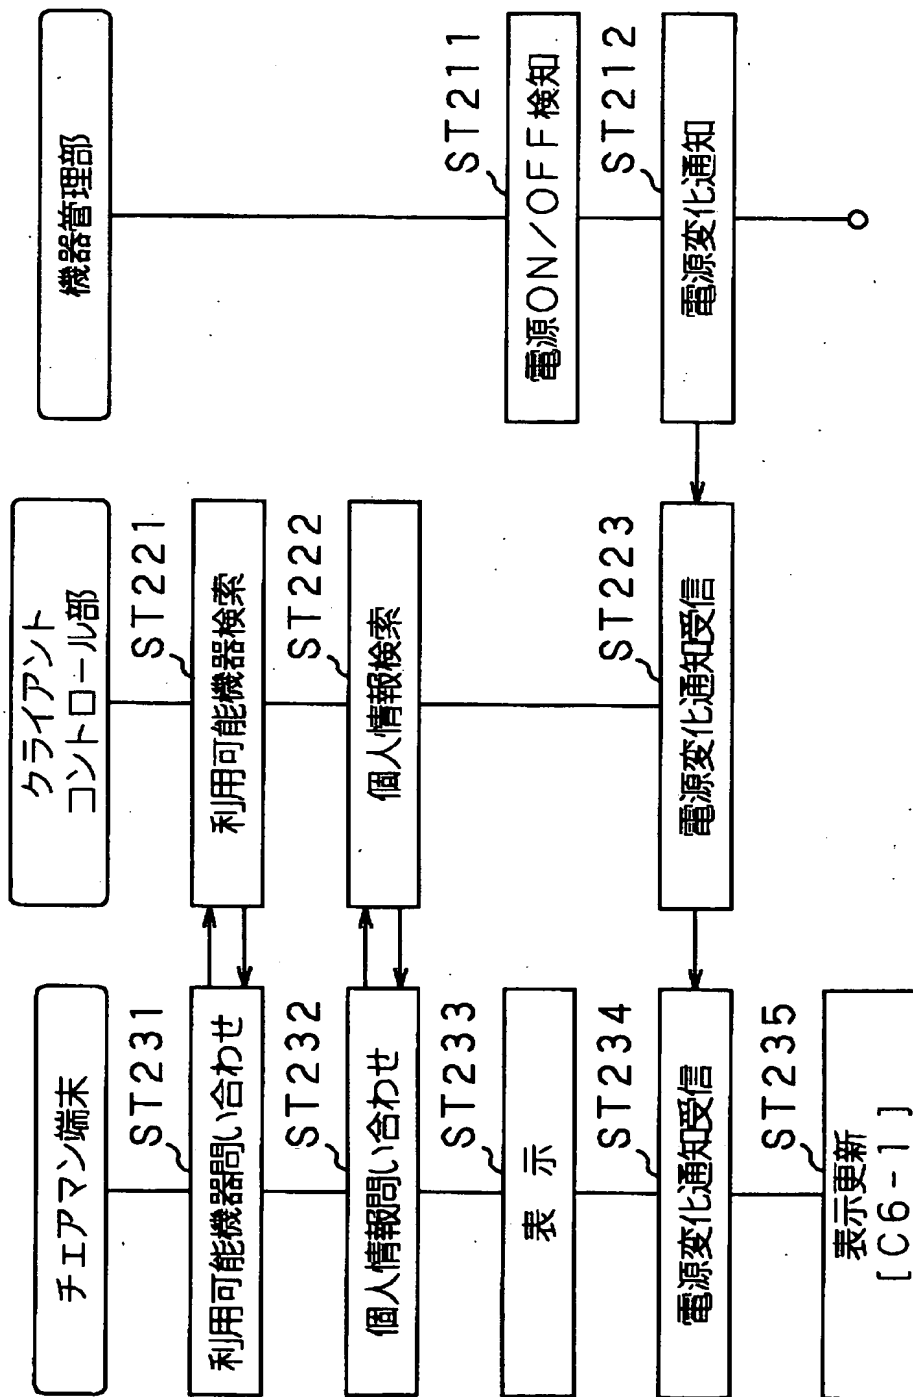 チェアマン端末
ST231
利用可能機器問い合わせ
ST232
個人情報問い合わせ
ST233
表示
ST234
電源変化通知受信
ST235
表示更新
[C6-1]
クライアント
コントロール部
ST221
利用可能機器検索
ST222
個人情報検索
ST223
電源変化通知受信
機器管理部
ST211
電源ON/OFF検知
ST212
電源変化通知